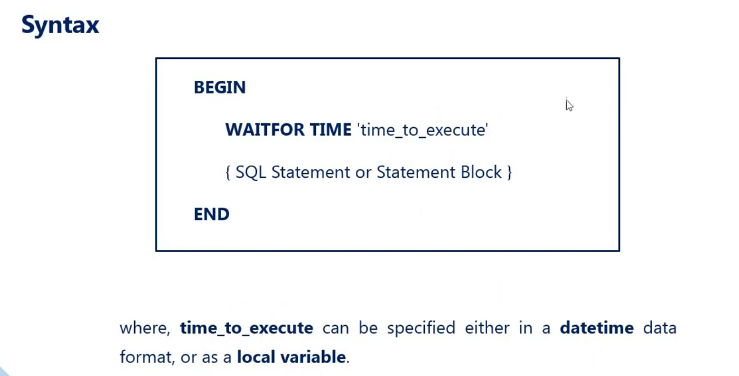 Syntax
BEGIN
WAITFOR TIME 'time_to_execute'
{ SQL Statement or Statement Block }
END
where, time_to_execute can be specified either in a datetime data
format, or as a local variable.